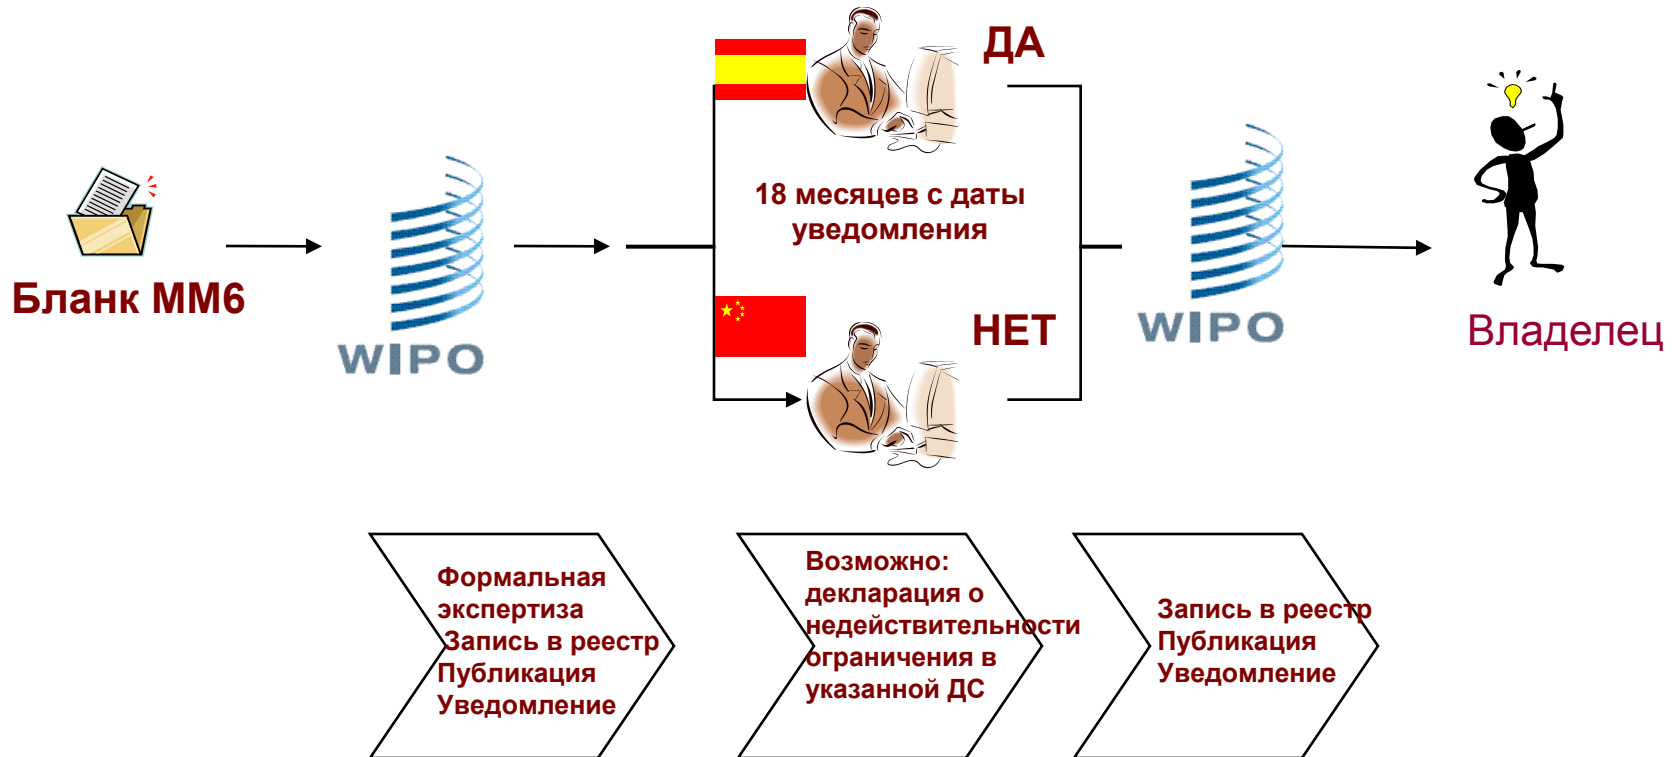 ДА
18 месяцев с даты
уведомления
Бланк ММ6
WIPO
НЕТ
WIPO
Владелец
Формальная
экспертиза
Запись в реестр
Публикация
Уведомление
Возможно:
декларация о
недействительности
ограничения в
указанной ДС
Запись в реестр
Публикация
Уведомление